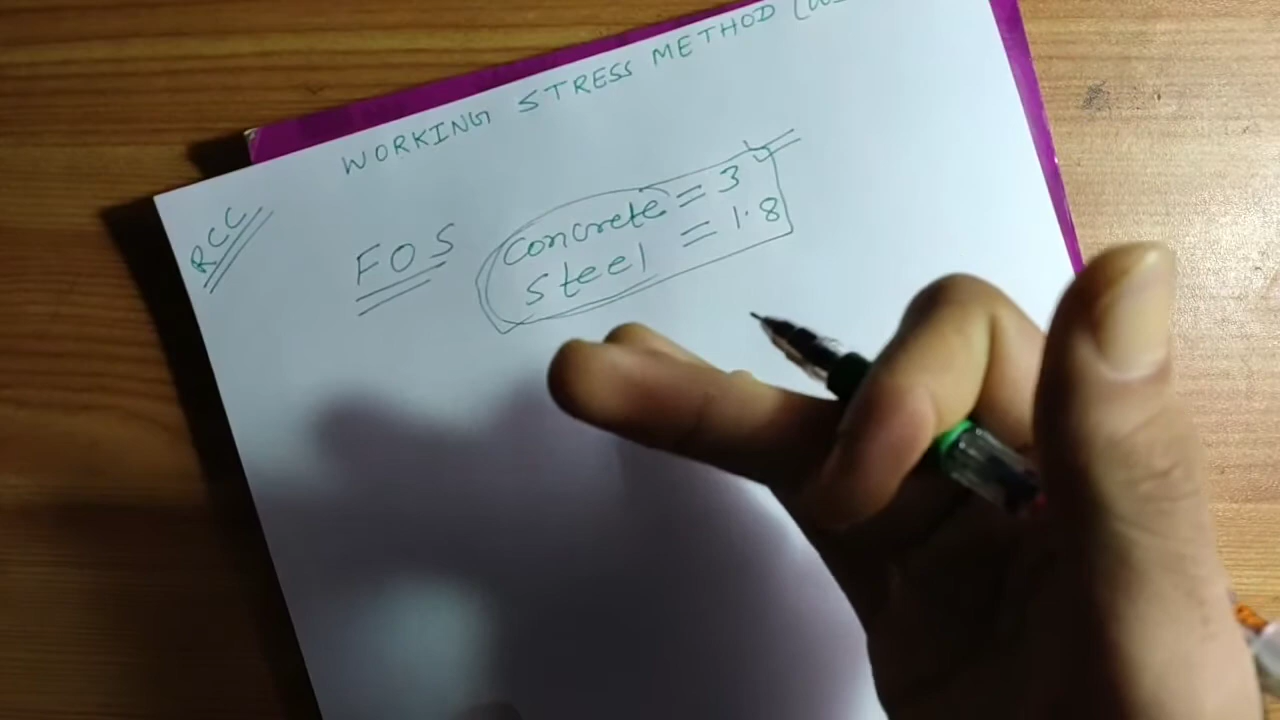 WORKING STRESS METHOD
RCC
FOS
Concrete = 3
Steel = 1.8